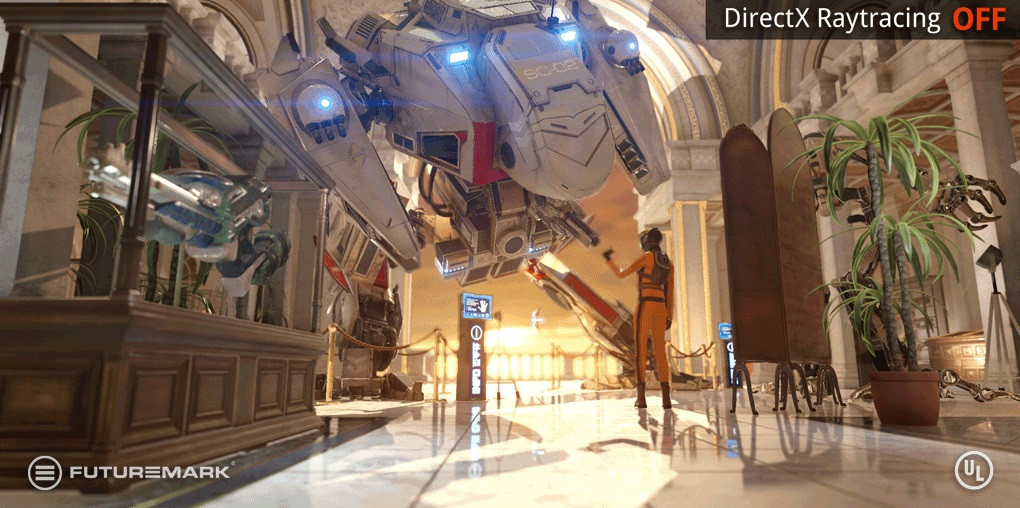 DirectX Raytracing OFF
SC-02
FUTUREMARK
UL